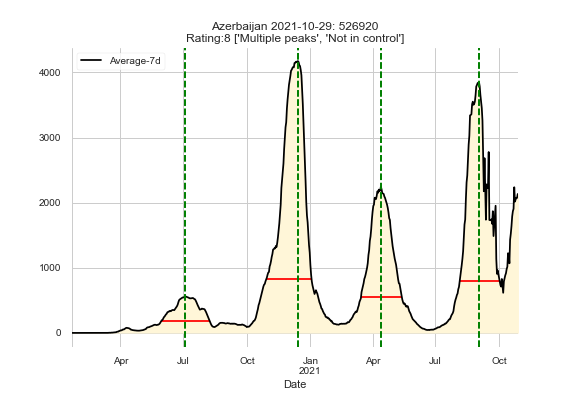 Azerbaijan 2021-10-29: 526920
Rating:8 ['Multiple peaks', 'Not in control']
Average-7d
4000
3000
2000
1000
0
Apr Jul Oct Jan Apr Jul Oct
2021
Date